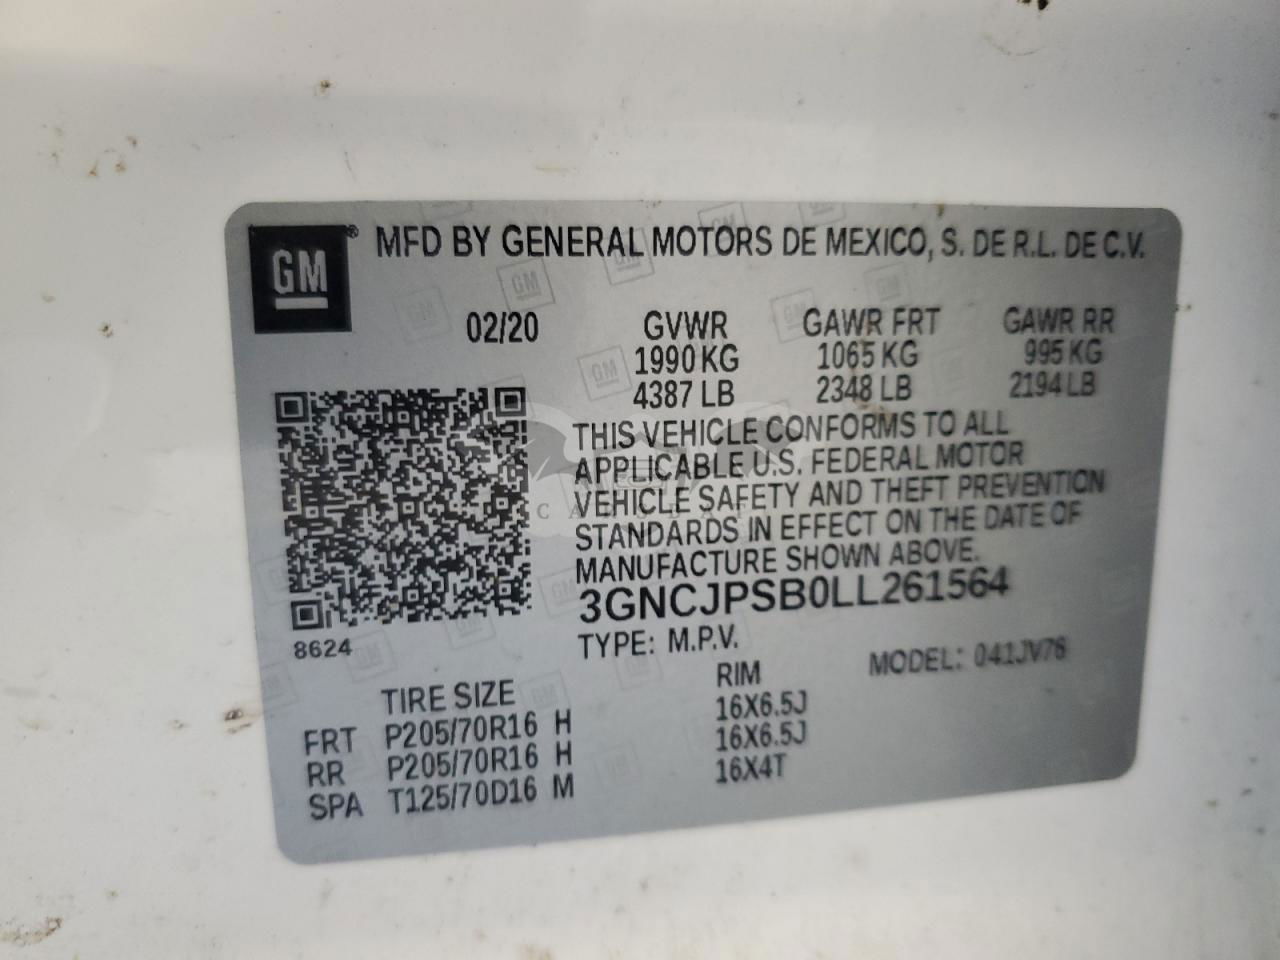 GM® MFD BY GENERAL MOTORS DE MEXICO, S. DE R.L. DE C.V.
02/20 GVWR GAWR FRT GAWR RR
1990 KG 1065 KG 995 KG
4387 LB 2348 LB 2194 LB
THIS VEHICLE CONFORMS TO ALL
APPLICABLE U.S. FEDERAL MOTOR
VEHICLE SAFETY AND THEFT PREVENTION
STANDARDS IN EFFECT ON THE DATE OF
MANUFACTURE SHOWN ABOVE.
3GNCJPSB0LL261564
8624 TYPE: M.P.V. MODEL: 041JV76
TIRE SIZE RIM
FRT P205/70R16 H 16X6.5J
RR P205/70R16 H 16X6.5J
SPA T125/70D16 M 16X4T